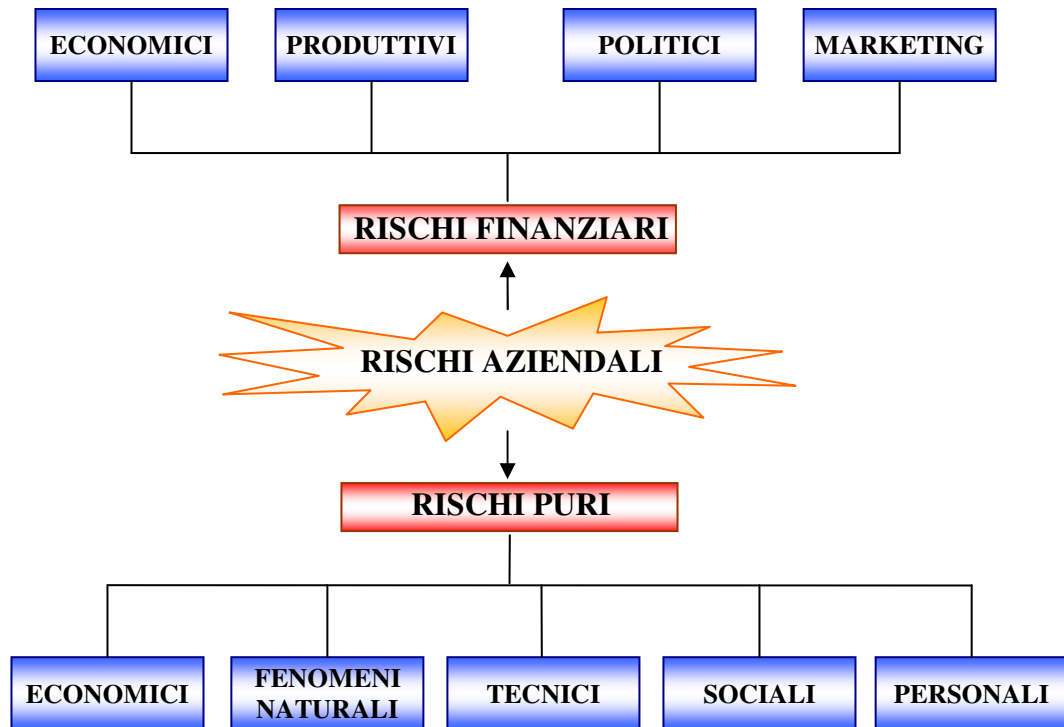 ECONOMICI
PRODUTTIVI
POLITICI
MARKETING
RISCHI FINANZIARI
RISCHI AZIENDALI
RISCHI PURI
ECONOMICI
FENOMENI
NATURALI
TECNICI
SOCIALI
PERSONALI